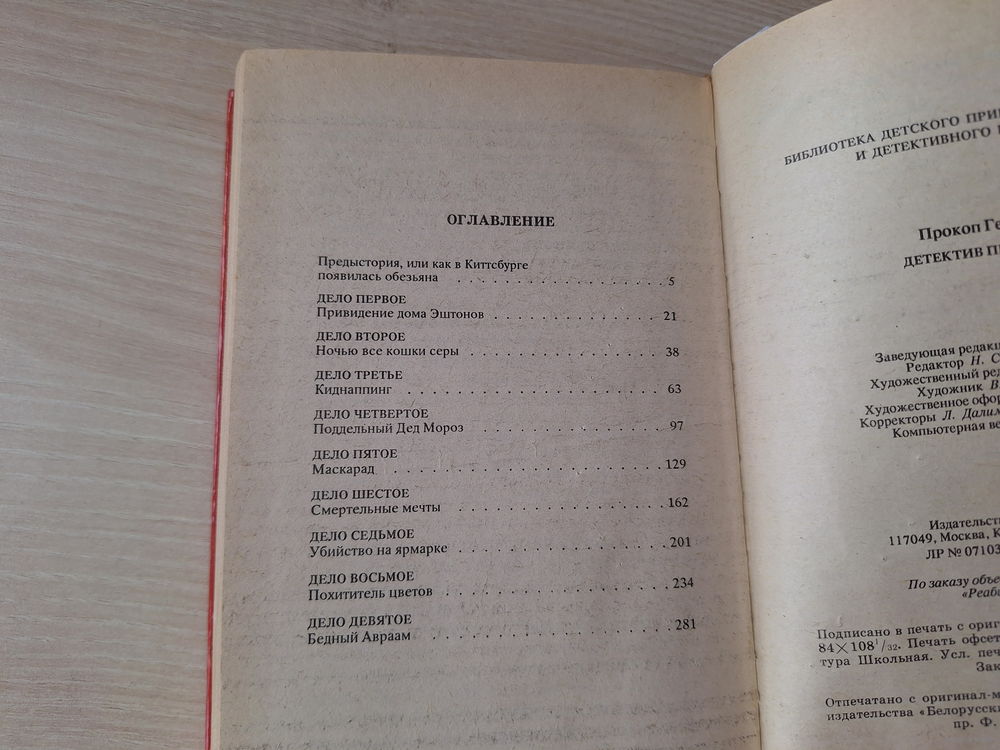 ОГЛАВЛЕНИЕ
Предыстория, или как в Киттсбурге
появилась обезьяна . . . . . . . . . . . . . . . . . . 5
ДЕЛО ПЕРВОЕ
Привидение дома Эштонов . . . . . . . . . . . . . . 21
ДЕЛО ВТОРОЕ
Ночью все кошки серы . . . . . . . . . . . . . . . . 38
ДЕЛО ТРЕТЬЕ
Киднаппинг . . . . . . . . . . . . . . . . . . . . . 63
ДЕЛО ЧЕТВЕРТОЕ
Поддельный Дед Мороз . . . . . . . . . . . . . . . 97
ДЕЛО ПЯТОЕ
Маскарад . . . . . . . . . . . . . . . . . . . . . . 129
ДЕЛО ШЕСТОЕ
Смертельные мечты . . . . . . . . . . . . . . . . . 162
ДЕЛО СЕДЬМОЕ
Убийство на ярмарке . . . . . . . . . . . . . . . . 201
ДЕЛО ВОСЬМОЕ
Похититель цветов . . . . . . . . . . . . . . . . . 234
ДЕЛО ДЕВЯТОЕ
Бедный Авраам . . . . . . . . . . . . . . . . . . . 281
БИБЛИОТЕКА ДЕТСКОГО
И ДЕТЕКТИВНОГО
Прокоп
ДЕТЕКТИВ
Заведующая
Редактор Н.
Художественный
Художник В.
Художественное
Корректоры Л.
Компьютерная
117049, Москва,
ЛР № 07103
По заказу
Подписано в печать с
84×108¹/₃₂. Печать
тура Школьная. Усл.
Отпечатано с
издательства
пр. Ф.